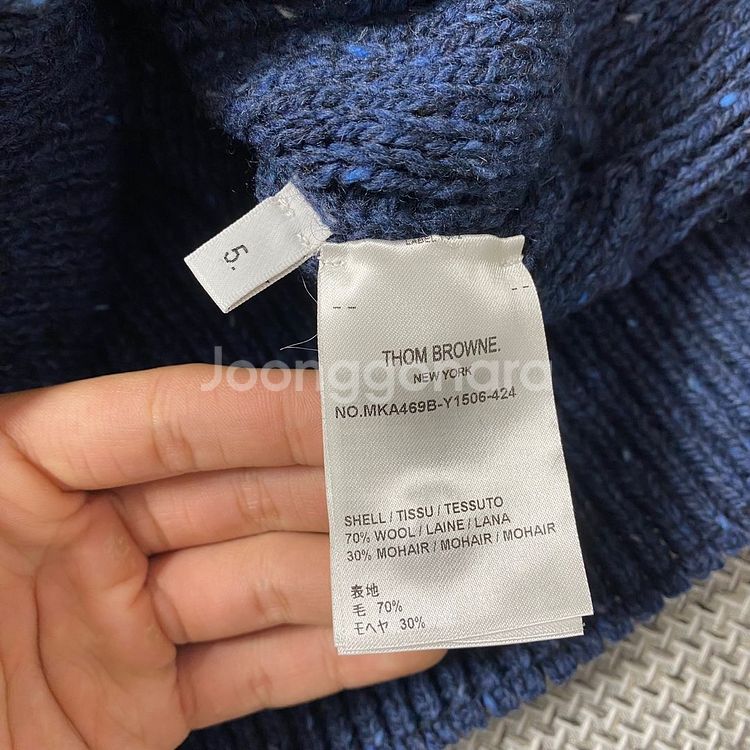 5.
THOM BROWNE.
NEW YORK
NO.MKA469B-Y1506-424
Joonggonara
SHELL / TISSU / TESSUTO
70% WOOL / LAINE / LANA
30% MOHAIR / MOHAIR / MOHAIR
表地
毛 70%
モヘヤ 30%